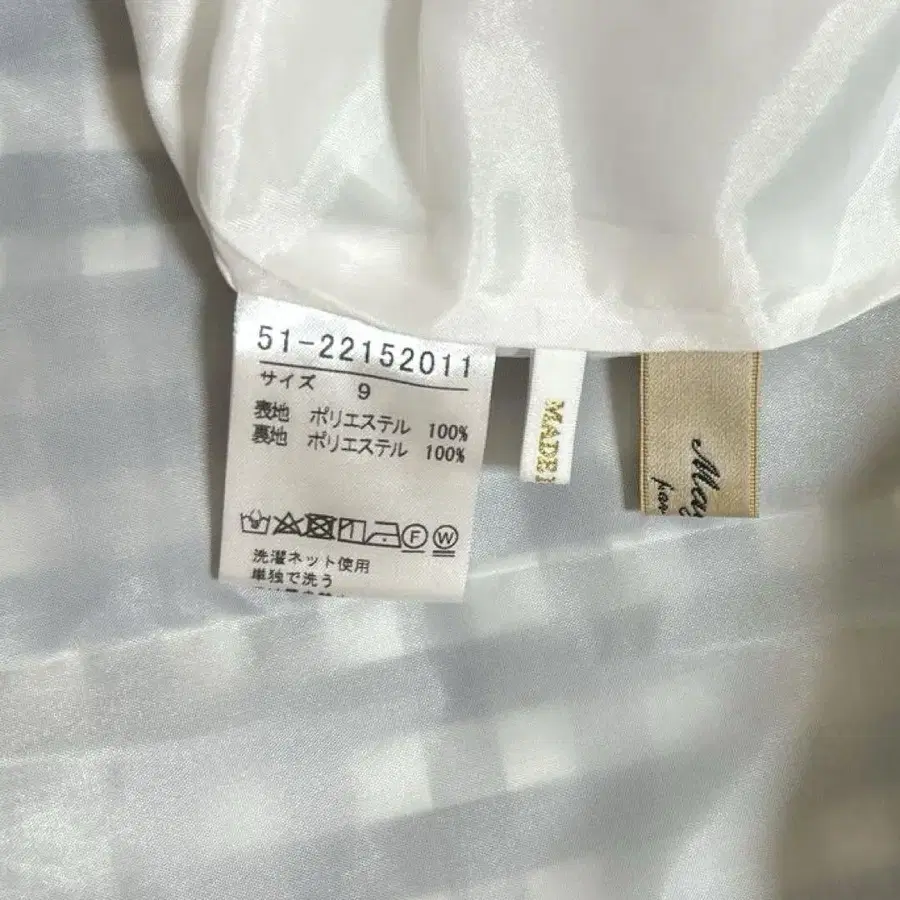 51-22152011
サイズ 9
表地 ポリエステル 100%
裏地 ポリエステル 100%
F W
洗濯ネット使用
単独で洗う
MADE